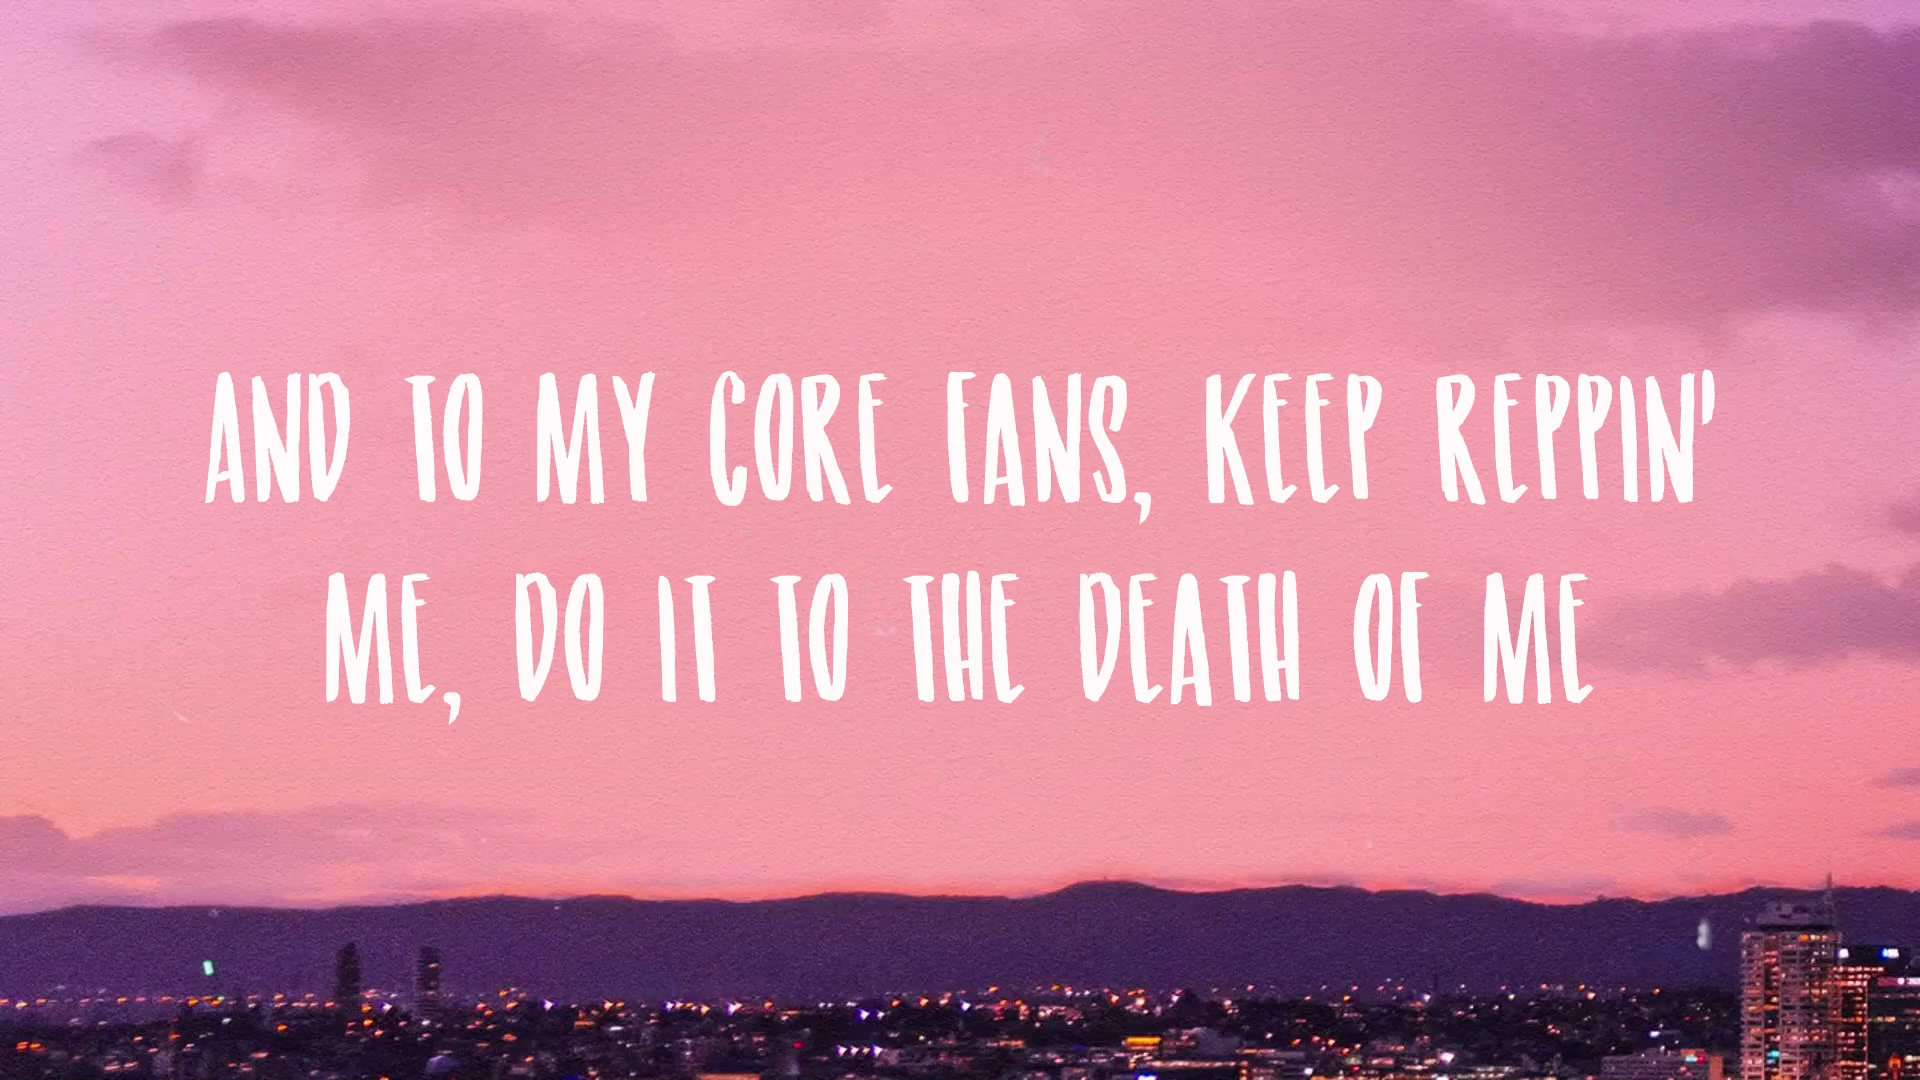 AND TO MY CORE FANS, KEEP REPPIN'
ME, DO IT TO THE DEATH OF ME